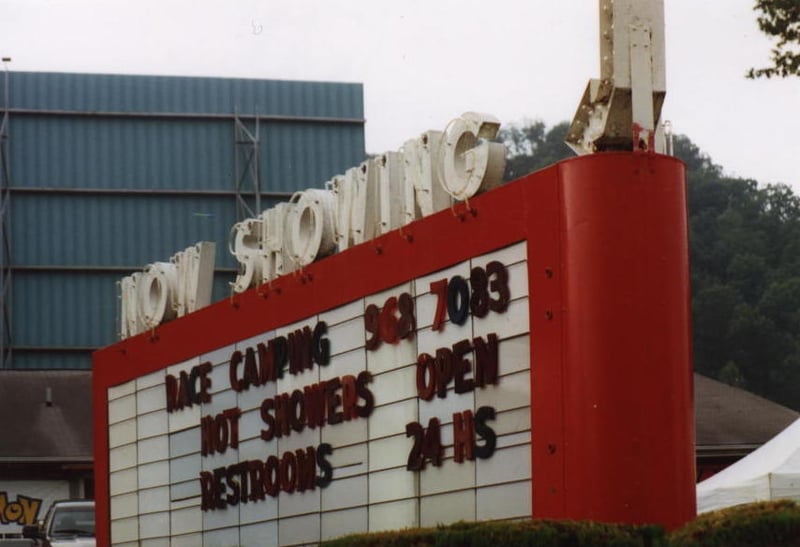 NOW SHOWING
RACE CAMPING 968 7083
HOT SHOWERS OPEN
RESTROOMS 24 HS